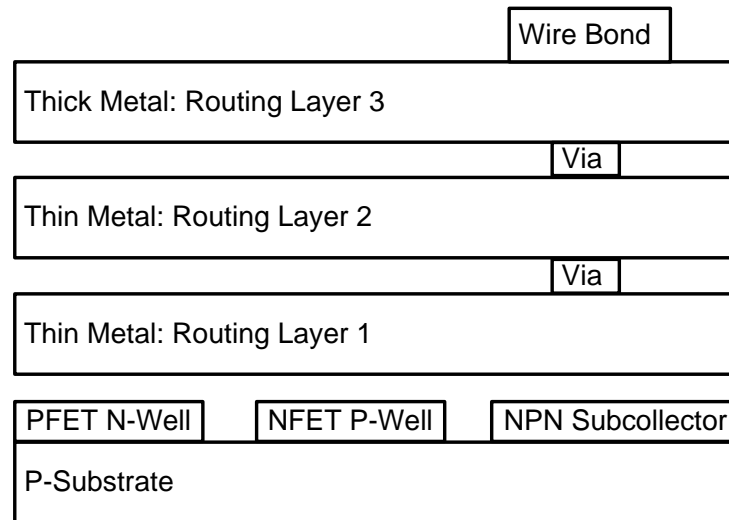 Wire Bond
Thick Metal: Routing Layer 3
Via
Thin Metal: Routing Layer 2
Via
Thin Metal: Routing Layer 1
PFET N-Well
NFET P-Well
NPN Subcollector
P-Substrate